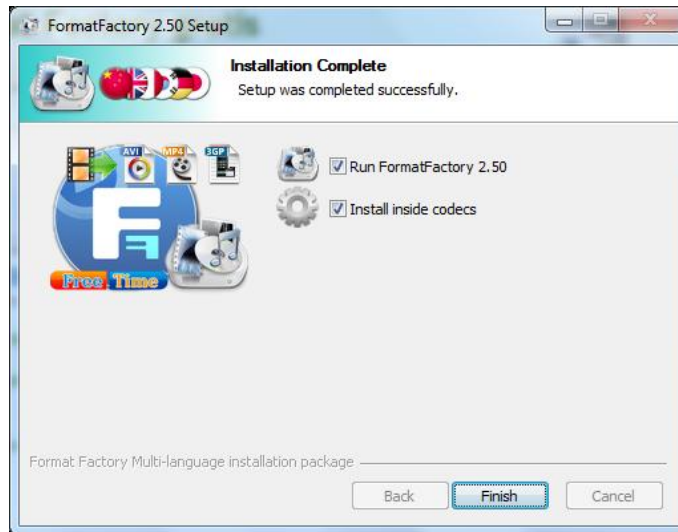 FormatFactory 2.50 Setup
Installation Complete
Setup was completed successfully.
AVI MP4 3GP
Run FormatFactory 2.50
Install inside codecs
F
F
Free Time
Format Factory Multi-language installation package
Back Finish Cancel